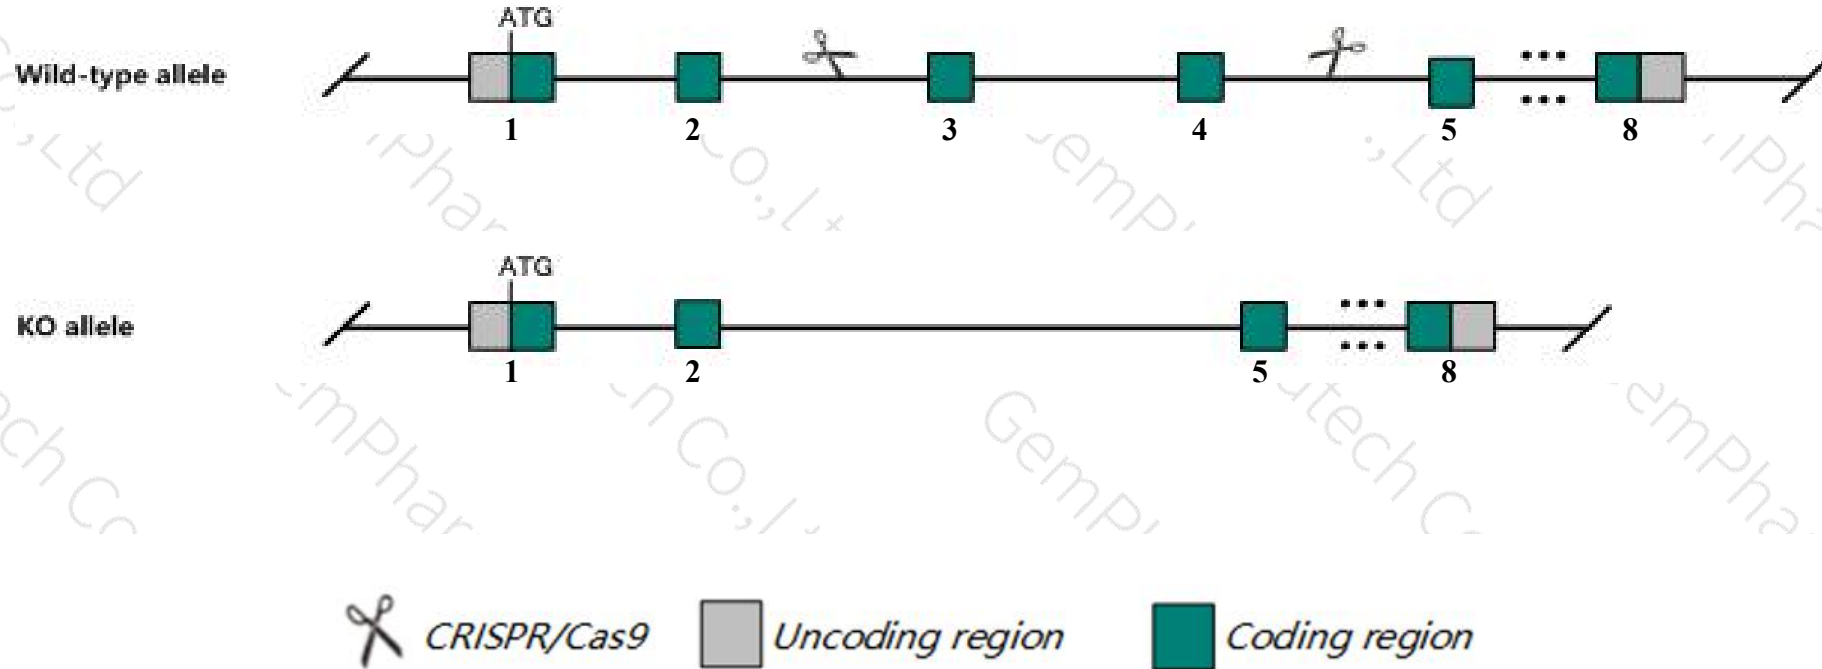 ATG
Wild-type allele
1 2 3 4 5 8
ATG
KO allele
1 2 5 8
CRISPR/Cas9 Uncoding region Coding region